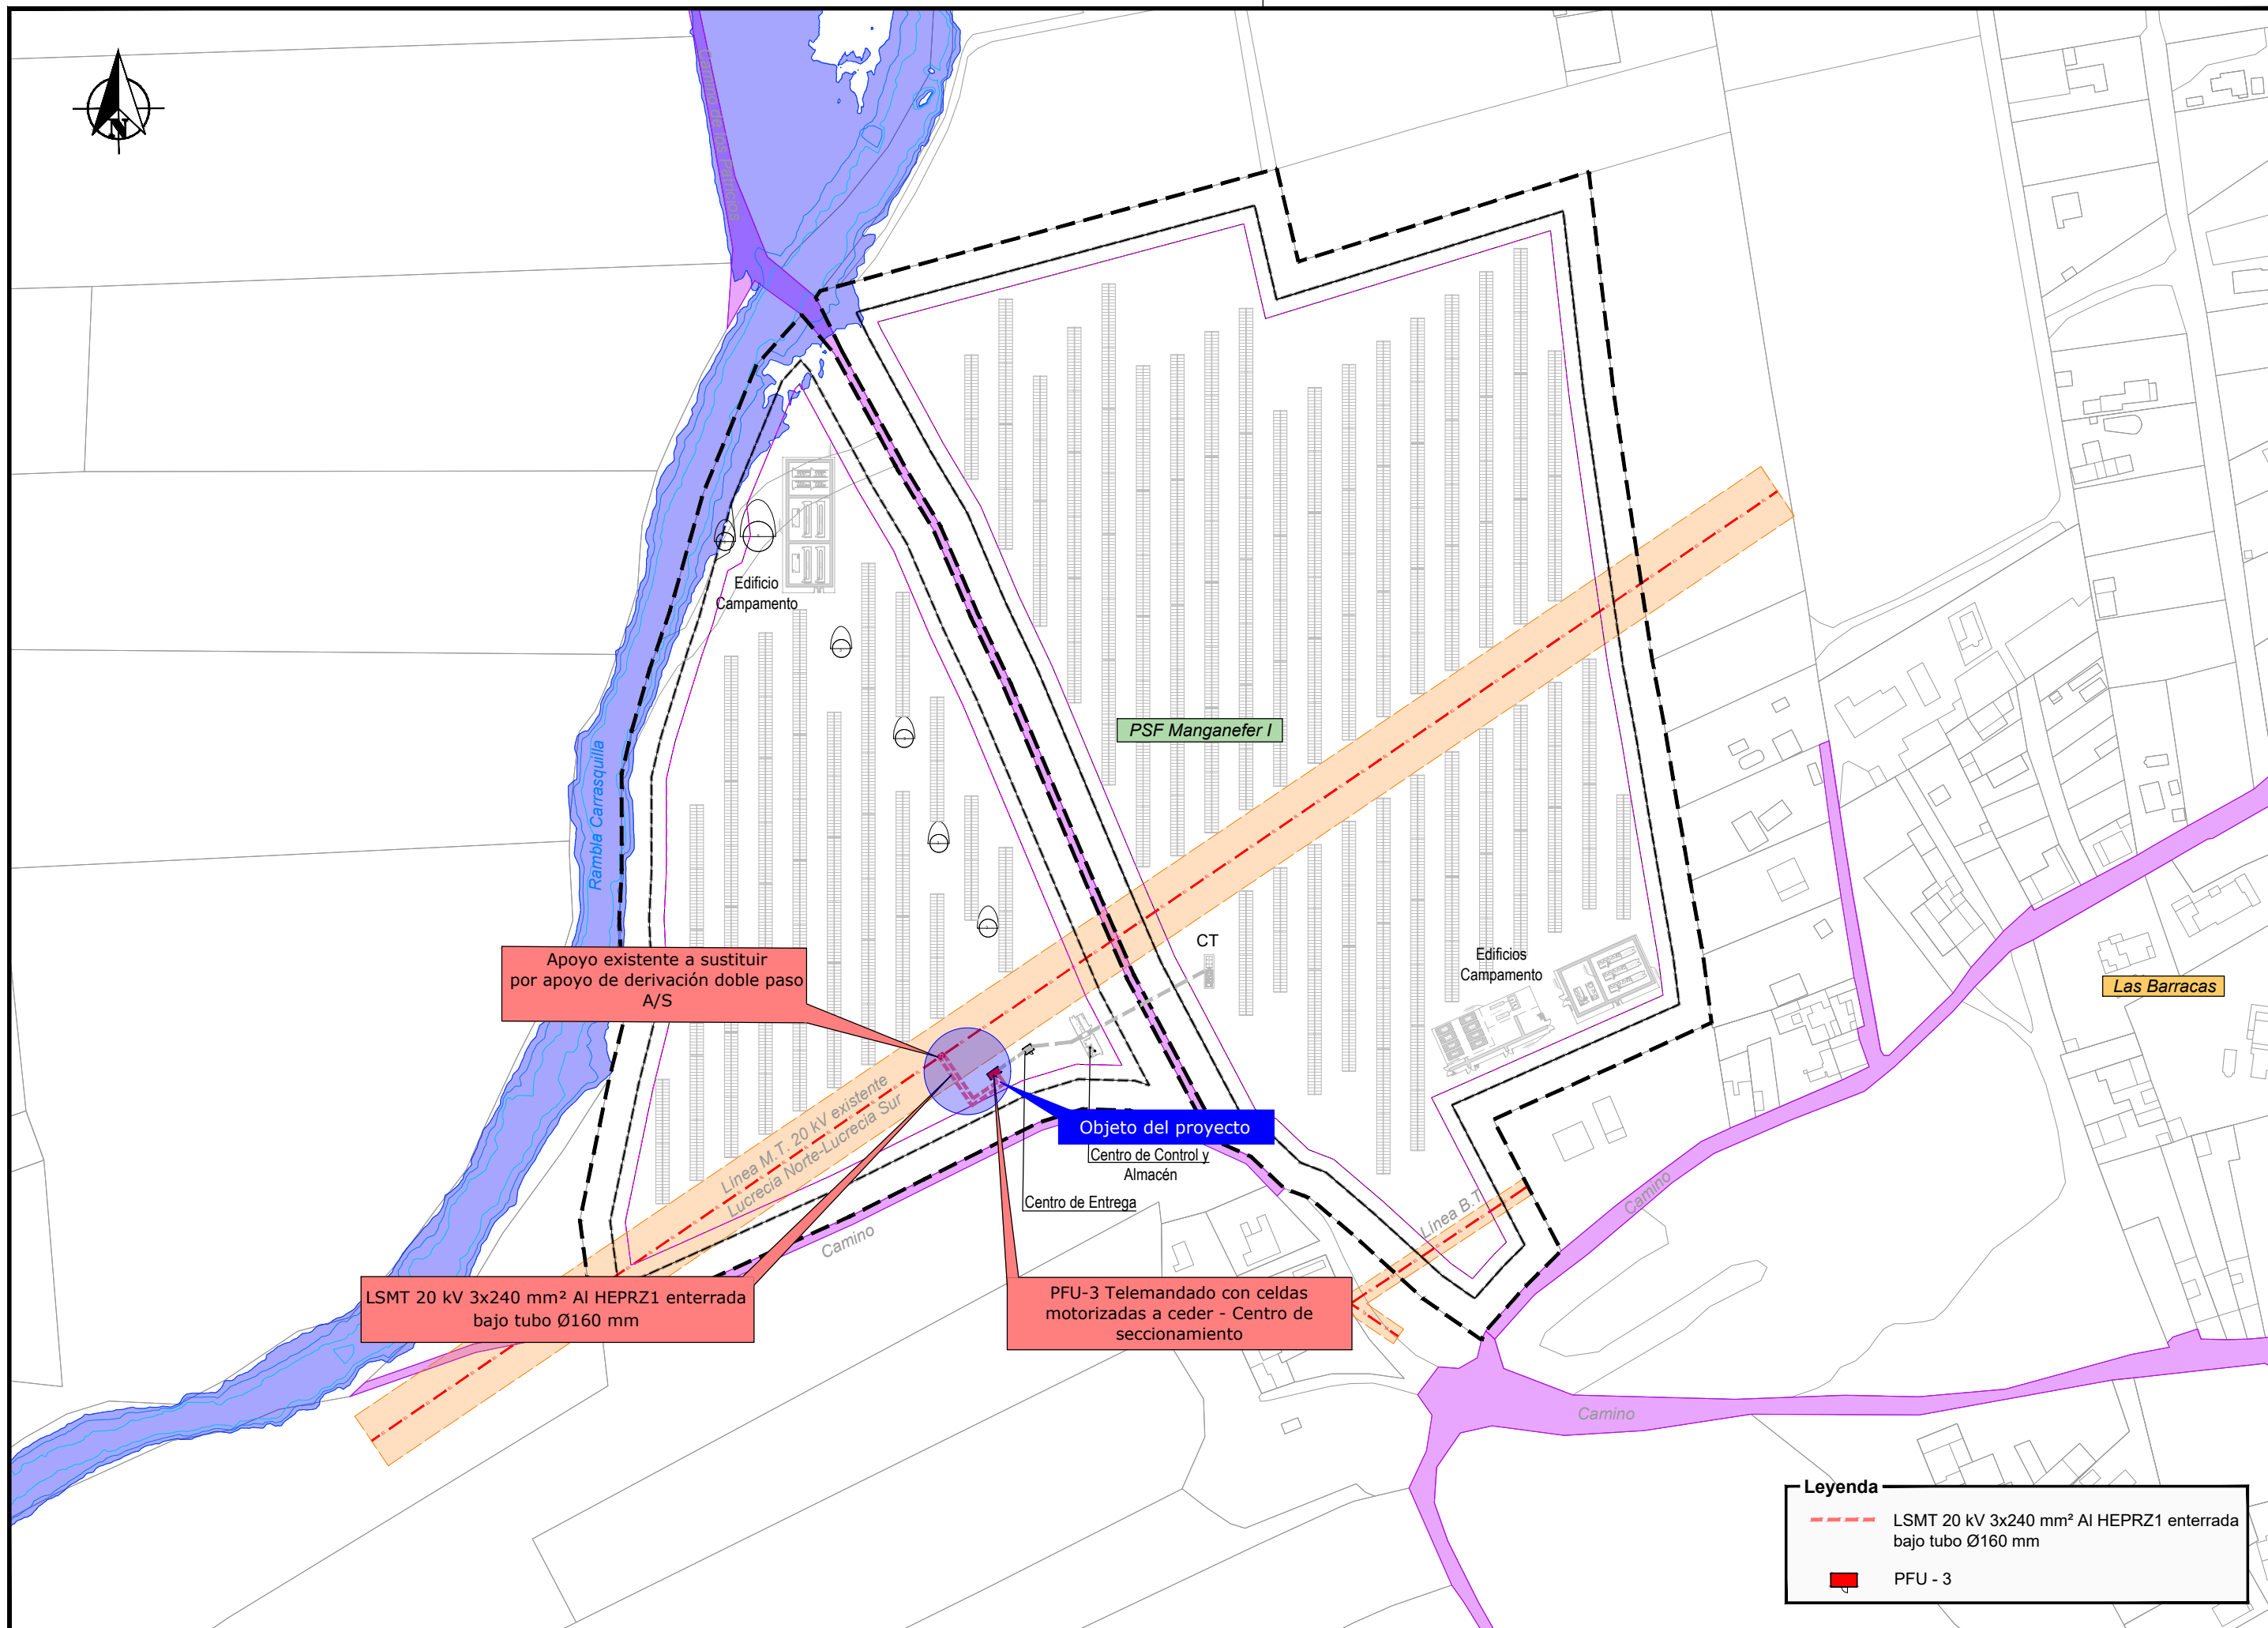 N
Rambla Carrasquilla
Edificio
Campamento
PSF Manganefer I
Apoyo existente a sustituir
por apoyo de derivación doble paso
A/S
CT
Edificios
Campamento
Las Barracas
Línea M.T. 20 kV existente
Lucrecia Norte-Lucrecia Sur
Objeto del proyecto
Centro de Control y
Almacén
Centro de Entrega
Camino
Línea B.T
Camino
LSMT 20 kV 3x240 mm² Al HEPRZ1 enterrada
bajo tubo Ø160 mm
PFU-3 Telemandado con celdas
motorizadas a ceder - Centro de
seccionamiento
Camino
Leyenda
LSMT 20 kV 3x240 mm² Al HEPRZ1 enterrada
bajo tubo Ø160 mm
PFU - 3